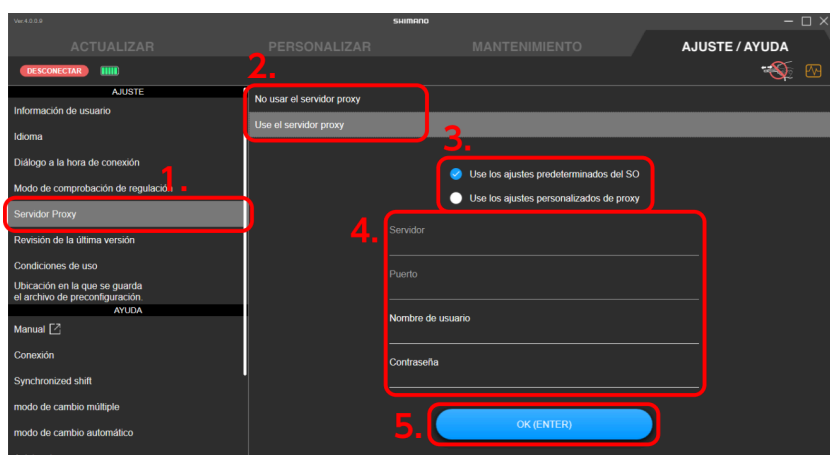 Ver.4.0.0.9
SHIMANO
ACTUALIZAR
PERSONALIZAR
MANTENIMIENTO
AJUSTE / AYUDA
DESCONECTAR
2.
AJUSTE
Información de usuario
Idioma
Diálogo a la hora de conexión
Modo de comprobación de regulación
1.
Servidor Proxy
Revisión de la última versión
Condiciones de uso
Ubicación en la que se guarda
el archivo de preconfiguración.
AYUDA
Manual
Conexión
Synchronized shift
modo de cambio múltiple
modo de cambio automático
No usar el servidor proxy
Use el servidor proxy
3.
Use los ajustes predeterminados del SO
Use los ajustes personalizados de proxy
4.
Servidor
Puerto
Nombre de usuario
Contraseña
5.
OK (ENTER)